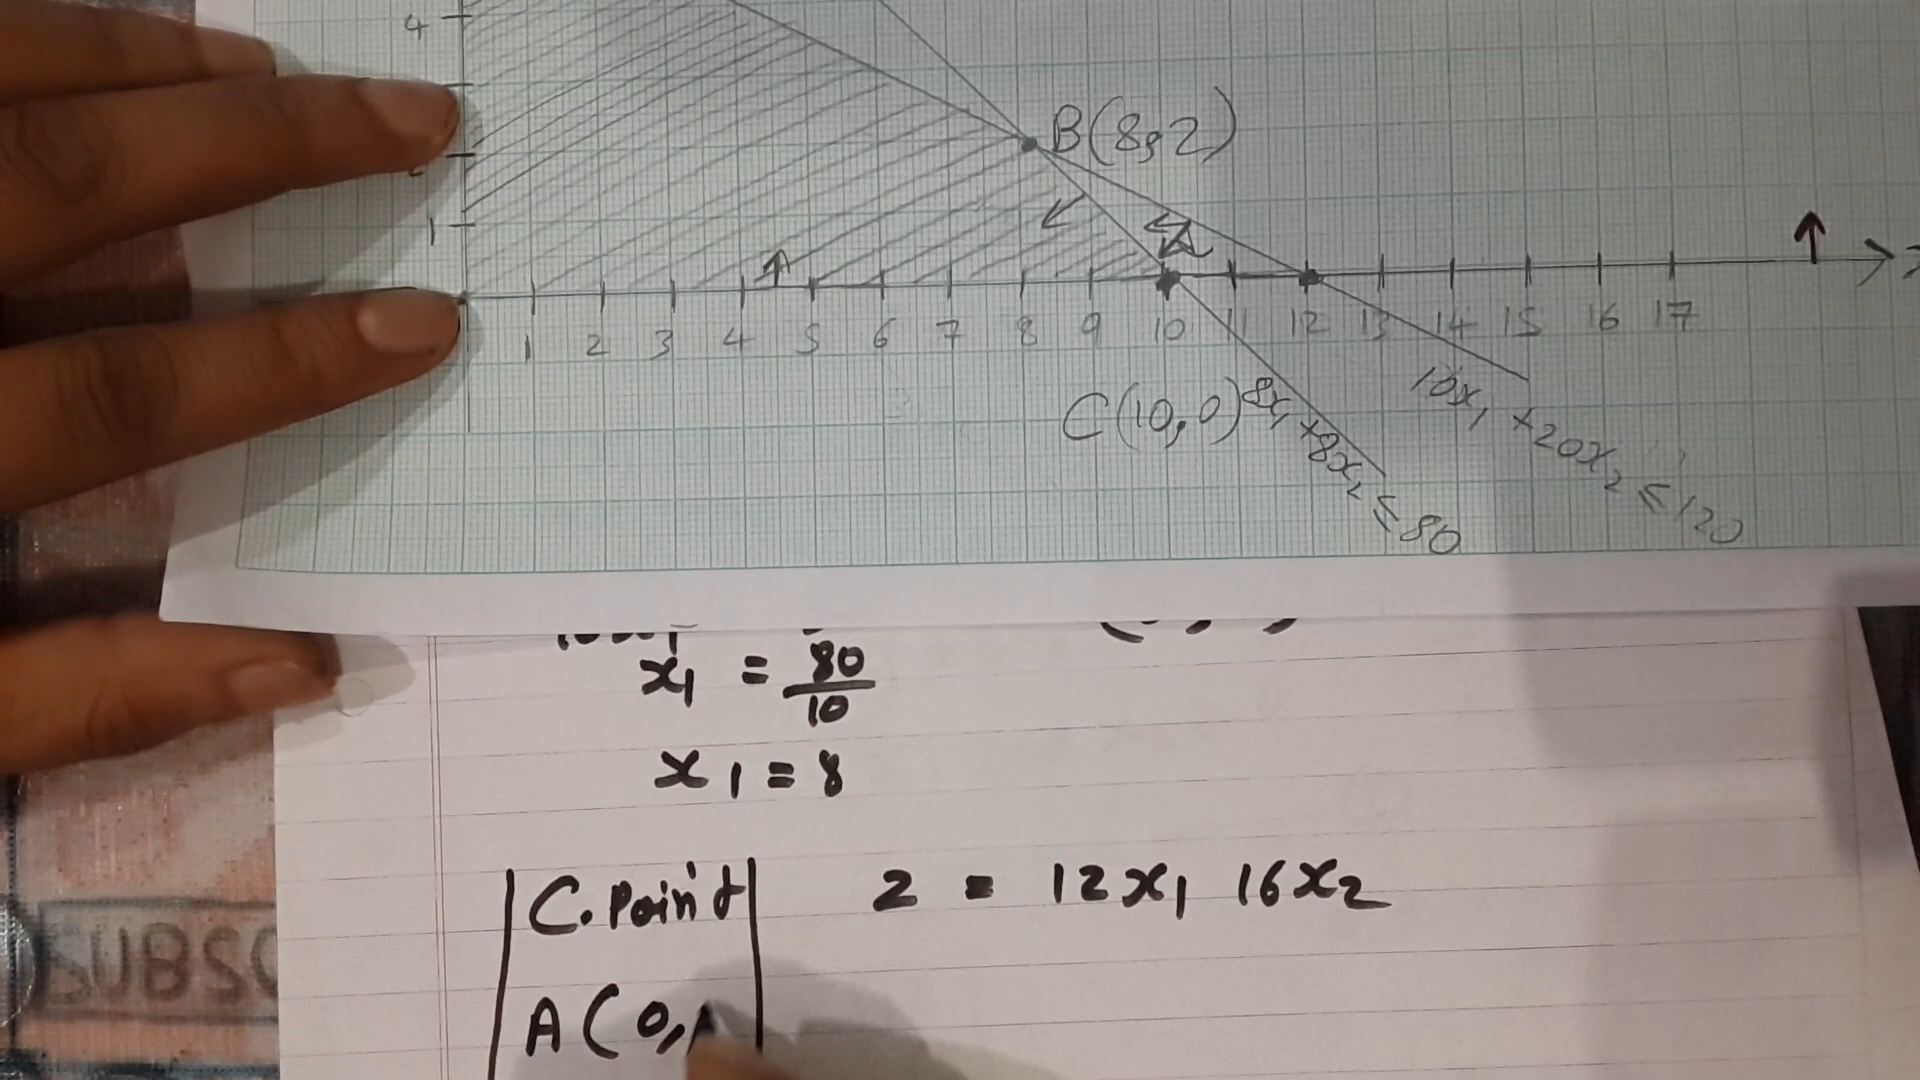 4
B(8,2)
2
1
1 2 3 4 5 6 7 8 9 10 11 12 13 14 15 16 17
C(10,0)
8x₁+8x₂ ≤ 80
10x₁+20x₂ ≤ 120
x₁ = 80/10
x₁ = 8
C. Point Z = 12x₁ 16x₂
A(0,
SUBSC